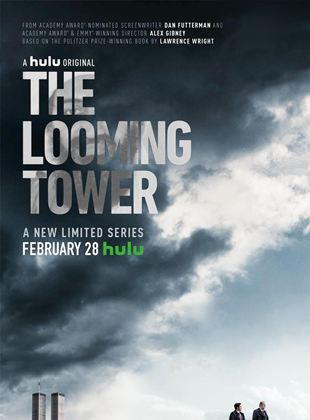 FROM ACADEMY AWARD®-NOMINATED SCREENWRITER DAN FUTTERMAN AND
ACADEMY AWARD® & EMMY®-WINNING DIRECTOR ALEX GIBNEY
BASED ON THE PULITZER PRIZE-WINNING BOOK BY LAWRENCE WRIGHT
A hulu ORIGINAL
THE
LOOMING
TOWER
A NEW LIMITED SERIES
FEBRUARY 28 hulu